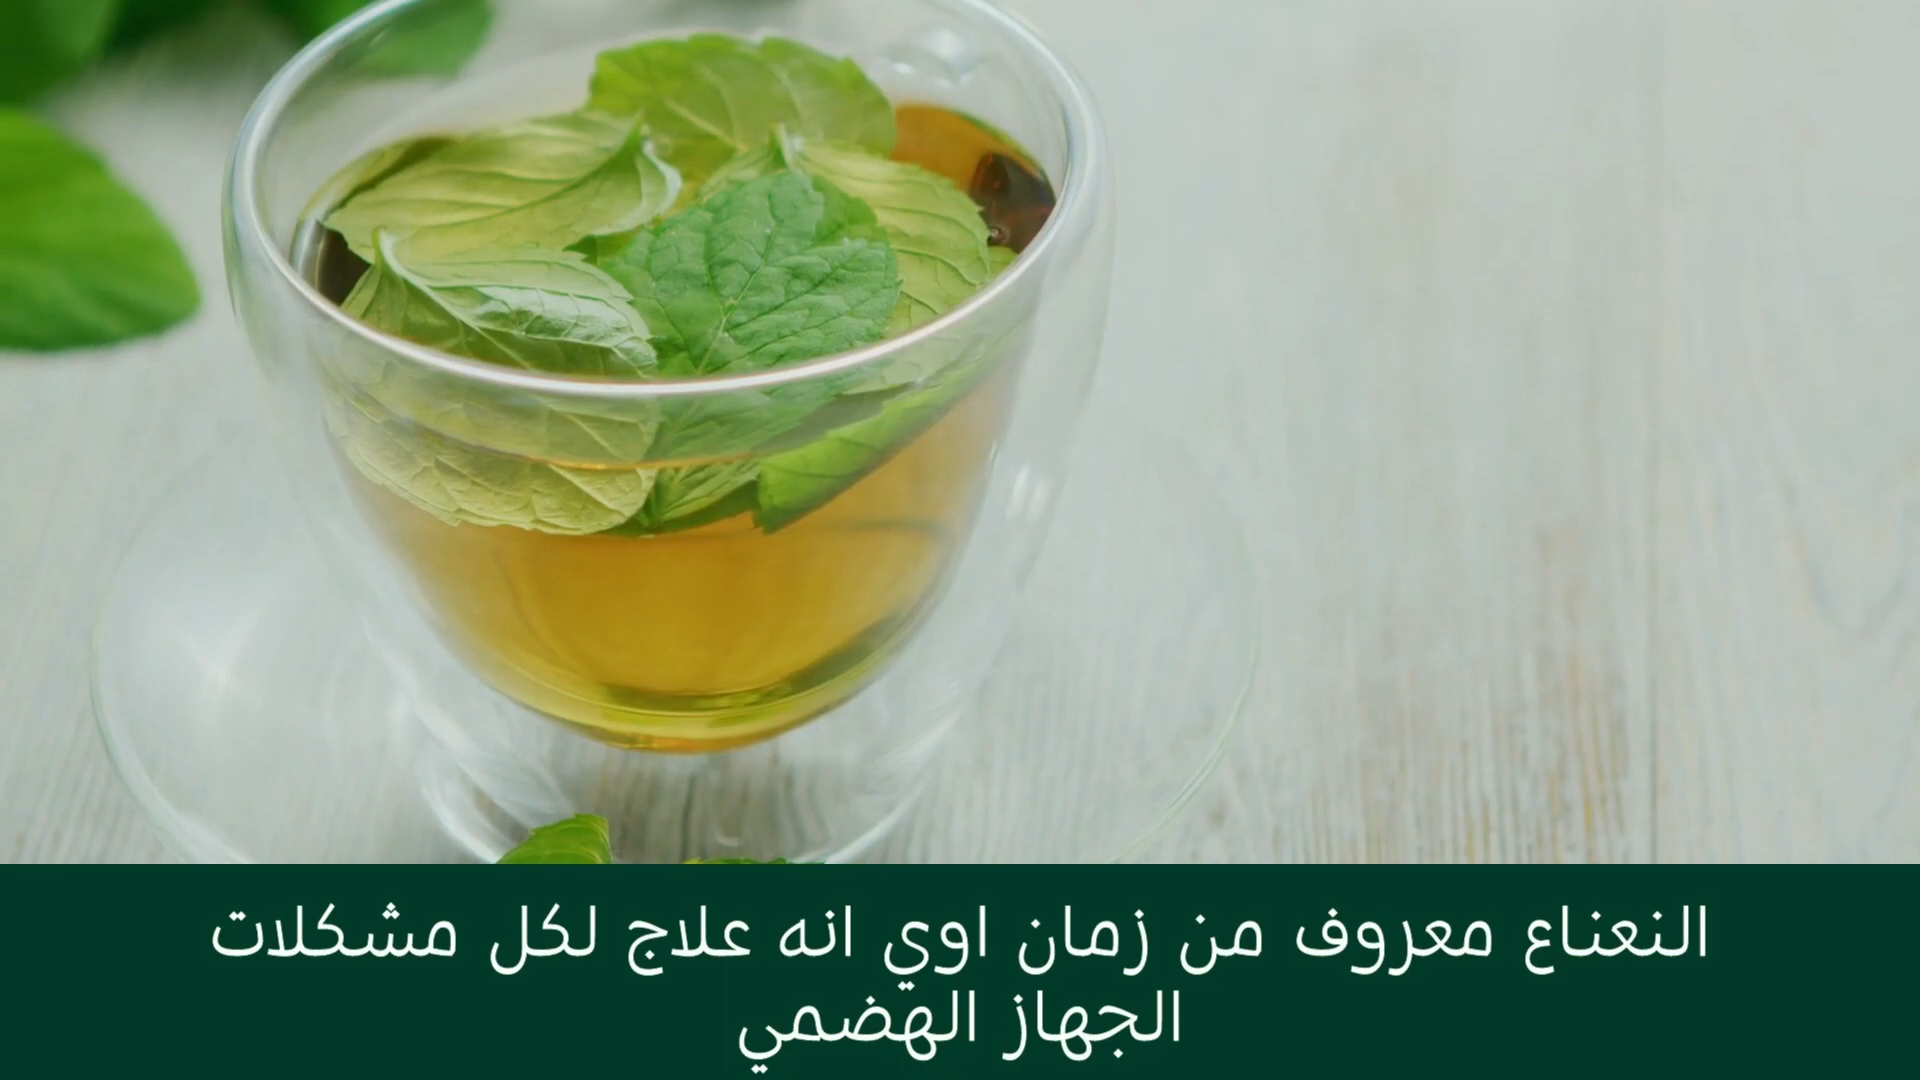 النعناع معروف من زمان اوي انه علاج لكل مشكلات
الجهاز الهضمي